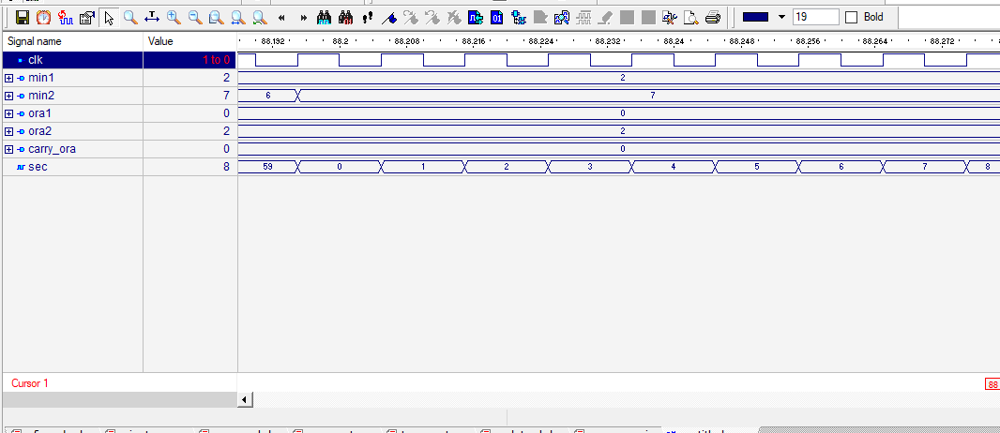 19 Bold
Signal name Value 88.192 88.2 88.208 88.216 88.224 88.232 88.24 88.248 88.256 88.264 88.272
clk 1 to 0
min1 2 2
min2 7 6 7
ora1 0 0
ora2 2 2
carry_ora 0 0
sec 8 59 0 1 2 3 4 5 6 7 8
Cursor 1 88